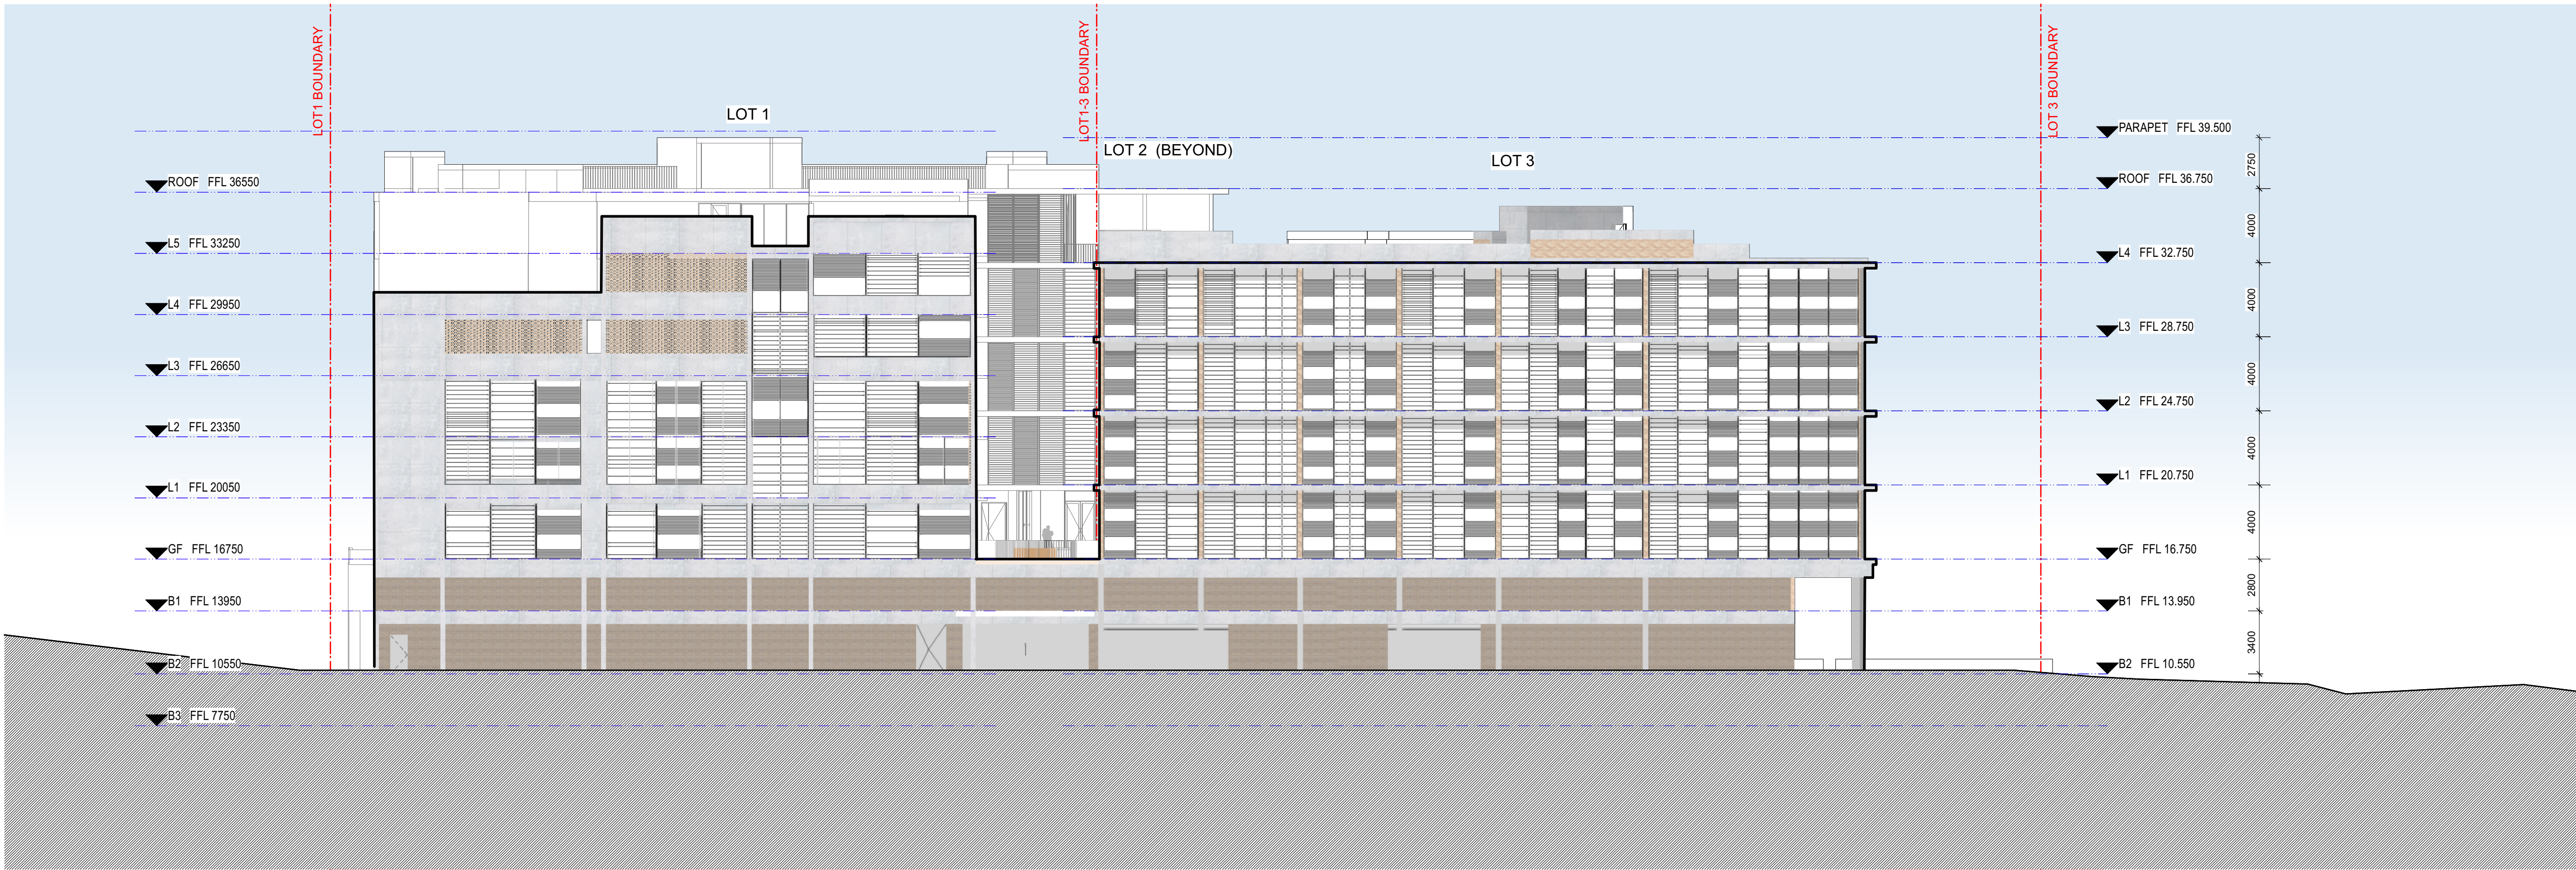 LOT1 BOUNDARY
LOT1-3 BOUNDARY
LOT 3 BOUNDARY
LOT 1
LOT 2 (BEYOND)
LOT 3
ROOF FFL 36550
L5 FFL 33250
L4 FFL 29950
L3 FFL 26650
L2 FFL 23350
L1 FFL 20050
GF FFL 16750
B1 FFL 13950
B2 FFL 10550
B3 FFL 7750
PARAPET FFL 39.500
ROOF FFL 36.750
L4 FFL 32.750
L3 FFL 28.750
L2 FFL 24.750
L1 FFL 20.750
GF FFL 16.750
B1 FFL 13.950
B2 FFL 10.550
2750
4000
4000
4000
4000
4000
2800
3400